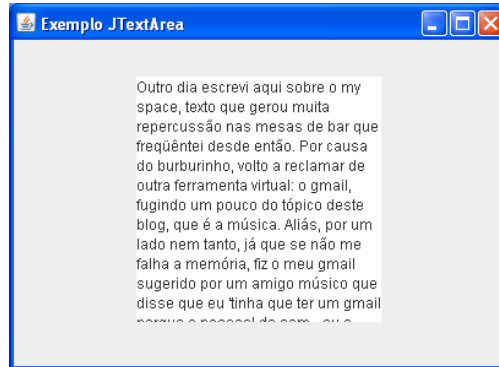 Exemplo JTextArea
Outro dia escrevi aqui sobre o my
space, texto que gerou muita
repercussão nas mesas de bar que
freqüêntei desde então. Por causa
do burburinho, volto a reclamar de
outra ferramenta virtual: o gmail,
fugindo um pouco do tópico deste
blog, que é a música. Aliás, por um
lado nem tanto, já que se não me
falha a memória, fiz o meu gmail
sugerido por um amigo músico que
disse que eu 'tinha que ter um gmail